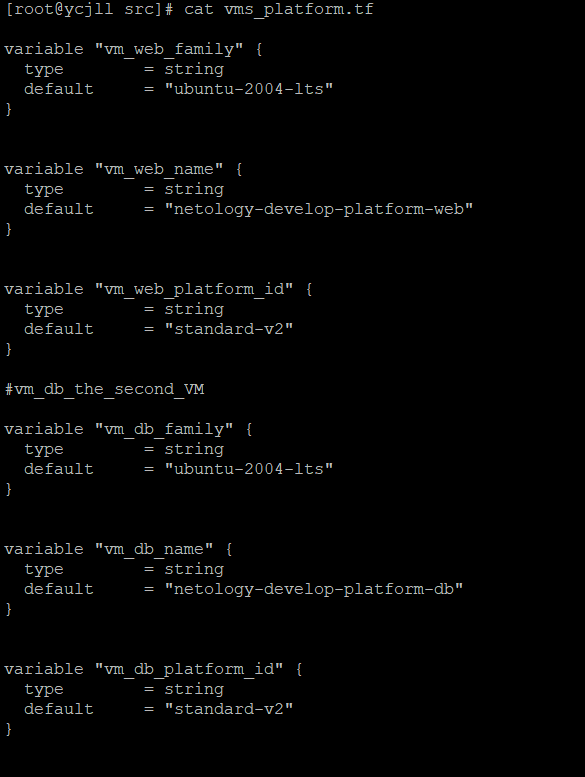 [root@ycjll src]# cat vms_platform.tf
variable "vm_web_family" {
  type        = string
  default     = "ubuntu-2004-lts"
}
variable "vm_web_name" {
  type        = string
  default     = "netology-develop-platform-web"
}
variable "vm_web_platform_id" {
  type        = string
  default     = "standard-v2"
}
#vm_db_the_second_VM
variable "vm_db_family" {
  type        = string
  default     = "ubuntu-2004-lts"
}
variable "vm_db_name" {
  type        = string
  default     = "netology-develop-platform-db"
}
variable "vm_db_platform_id" {
  type        = string
  default     = "standard-v2"
}